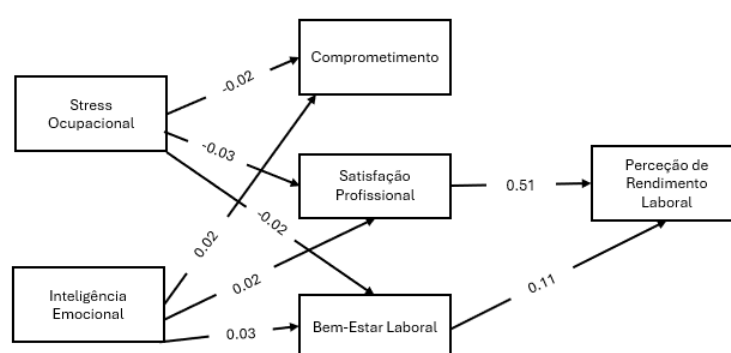 Comprometimento
-0.02
Stress
Ocupacional
-0.03
Satisfação
Profissional
0.51
Perceção de
Rendimento
Laboral
-0.02
0.02
0.02
0.11
Inteligência
Emocional
0.03
Bem-Estar Laboral